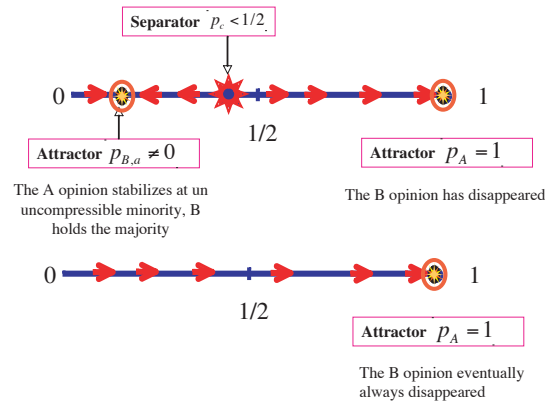 Separator p_c < 1/2
0
1
1/2
Attractor p_{B,a} ≠ 0
Attractor p_A = 1
The A opinion stabilizes at un
uncompressible minority, B
holds the majority
The B opinion has disappeared
0
1
1/2
Attractor p_A = 1
The B opinion eventually
always disappeared